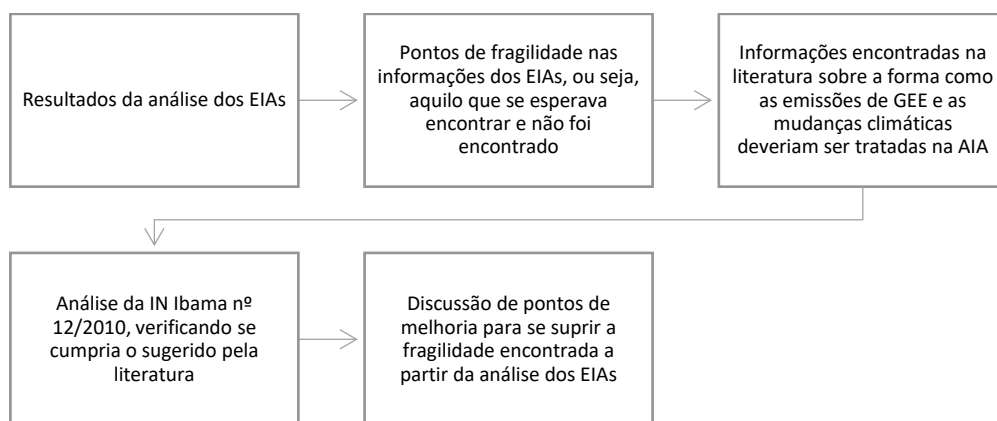 Resultados da análise dos EIAs
Pontos de fragilidade nas
informações dos EIAs, ou seja,
aquilo que se esperava
encontrar e não foi
encontrado
Informações encontradas na
literatura sobre a forma como
as emissões de GEE e as
mudanças climáticas
deveriam ser tratadas na AIA
Análise da IN Ibama nº
12/2010, verificando se
cumpria o sugerido pela
literatura
Discussão de pontos de
melhoria para se suprir a
fragilidade encontrada a
partir da análise dos EIAs